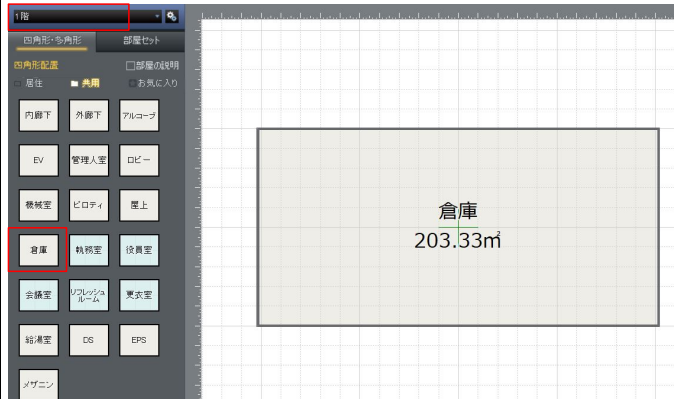 1階
四角形・多角形 部屋セット
四角形配置 部屋の説明
居住 共用 お気に入り
内廊下 外廊下 アルコーブ
EV 管理人室 ロビー
機械室 ピロティ 屋上
倉庫 執務室 役員室
会議室 リフレッシュルーム 更衣室
給湯室 DS EPS
メザニン
倉庫
203.33㎡